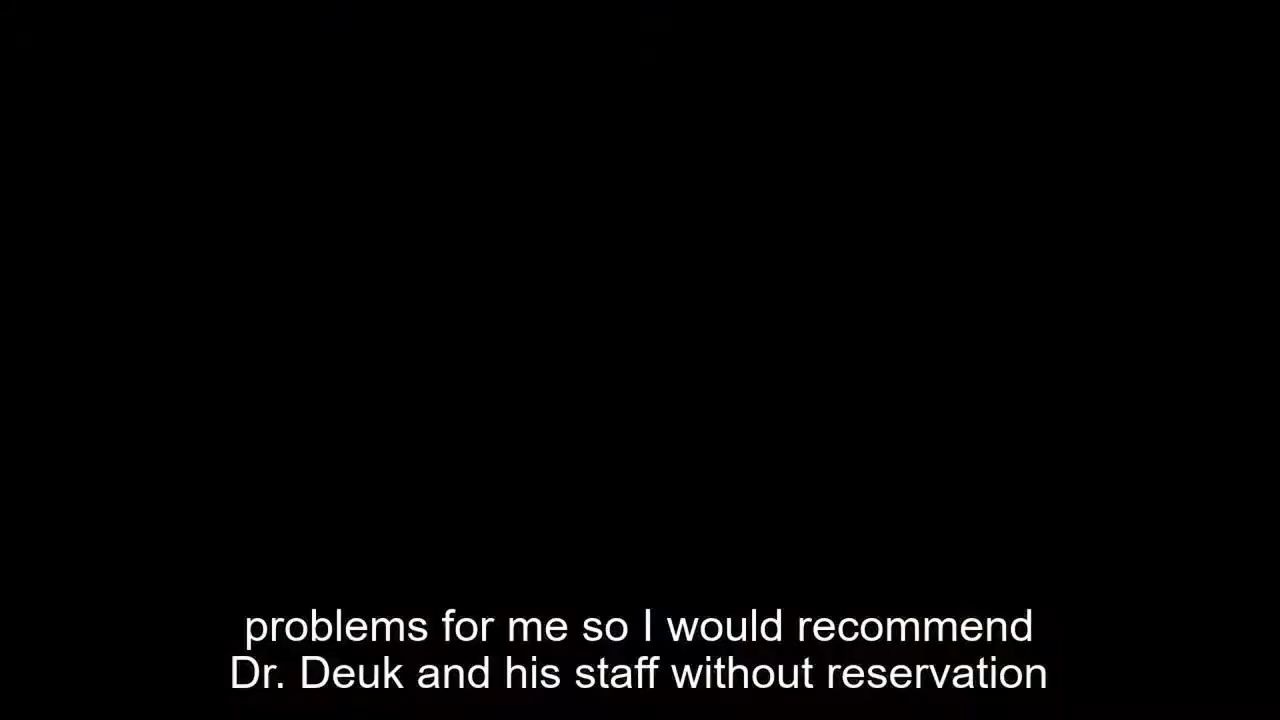 problems for me so I would recommend
Dr. Deuk and his staff without reservation